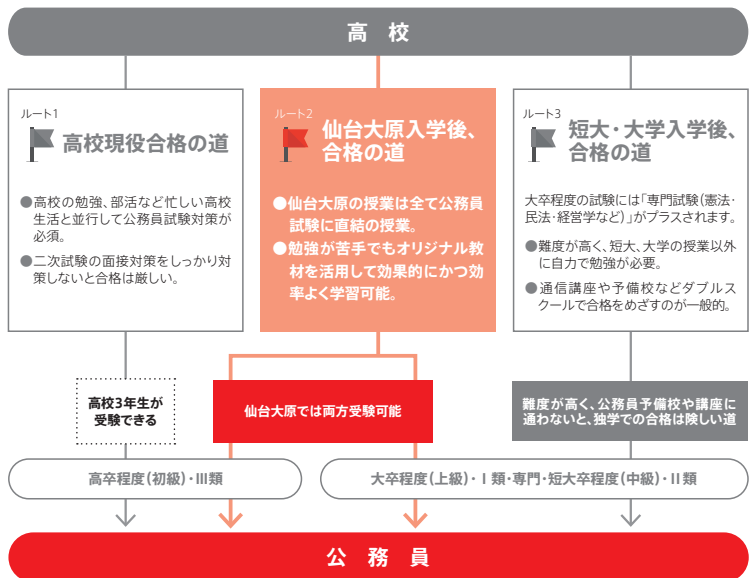 高校
ルート1
高校現役合格の道
●高校の勉強、部活など忙しい高校
生活と並行して公務員試験対策が
必須。
●二次試験の面接対策をしっかり対
策しないと合格は厳しい。
ルート2
仙台大原入学後、
合格の道
●仙台大原の授業は全て公務員
試験に直結の授業。
●勉強が苦手でもオリジナル教
材を活用して効果的にかつ効
率よく学習可能。
ルート3
短大・大学入学後、
合格の道
大卒程度の試験には「専門試験(憲法・
民法・経営学など)」がプラスされます。
●難度が高く、短大、大学の授業以外
に自力で勉強が必要。
●通信講座や予備校などダブルス
クールで合格をめざすのが一般的。
高校3年生が
受験できる
仙台大原では両方受験可能
難度が高く、公務員予備校や講座に
通わないと、独学での合格は険しい道
高卒程度(初級)・III類
大卒程度(上級)・I類・専門・短大卒程度(中級)・II類
公務員